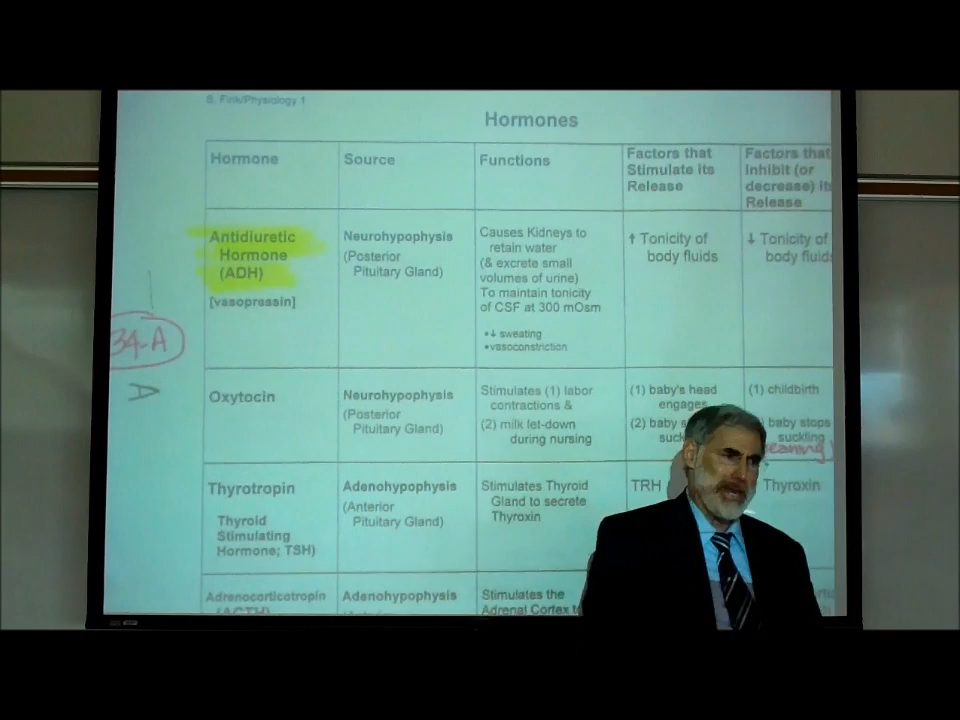 S. Fink/Physiology 1
Hormones
Hormone
Source
Functions
Factors that
Stimulate its
Release
Factors that
Inhibit (or
decrease) its
Release
Antidiuretic
Hormone
(ADH)
[vasopressin]
Neurohypophysis
(Posterior
Pituitary Gland)
Causes Kidneys to
retain water
(& excrete small
volumes of urine)
To maintain tonicity
of CSF at 300 mOsm
•↓ sweating
•vasoconstriction
↑ Tonicity of
body fluids
↓ Tonicity of
body fluids
34-A
Oxytocin
Neurohypophysis
(Posterior
Pituitary Gland)
Stimulates (1) labor
contractions &
(2) milk let-down
during nursing
(1) baby's head
engages
(2) baby
(1) childbirth
baby stops
suckling
Thyrotropin
Thyroid
Stimulating
Hormone; TSH)
Adenohypophysis
(Anterior
Pituitary Gland)
Stimulates Thyroid
Gland to secrete
Thyroxin
TRH
Thyroxin
Adrenocorticotropin
(ACTH)
Adenohypophysis
Stimulates the
Adrenal Cortex to